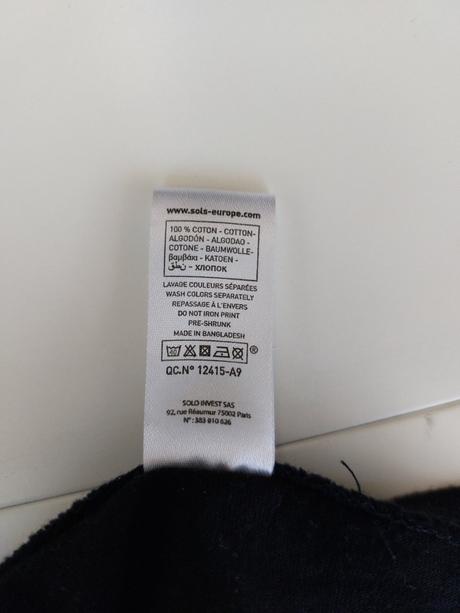 www.sols-europe.com
100 % COTON - COTTON-
ALGODÓN - ALGODAO -
COTONE - BAUMWOLLE-
βαμβάκι - KATOEN -
نطق - ХЛОПОК
LAVAGE COULEURS SÉPARÉES
WASH COLORS SEPARATELY
REPASSAGE À L'ENVERS
DO NOT IRON PRINT
PRE-SHRUNK
MADE IN BANGLADESH
®
QC.N° 12415-A9
SOLO INVEST SAS
92, rue Réaumur 75002 Paris
N° : 383 810 626